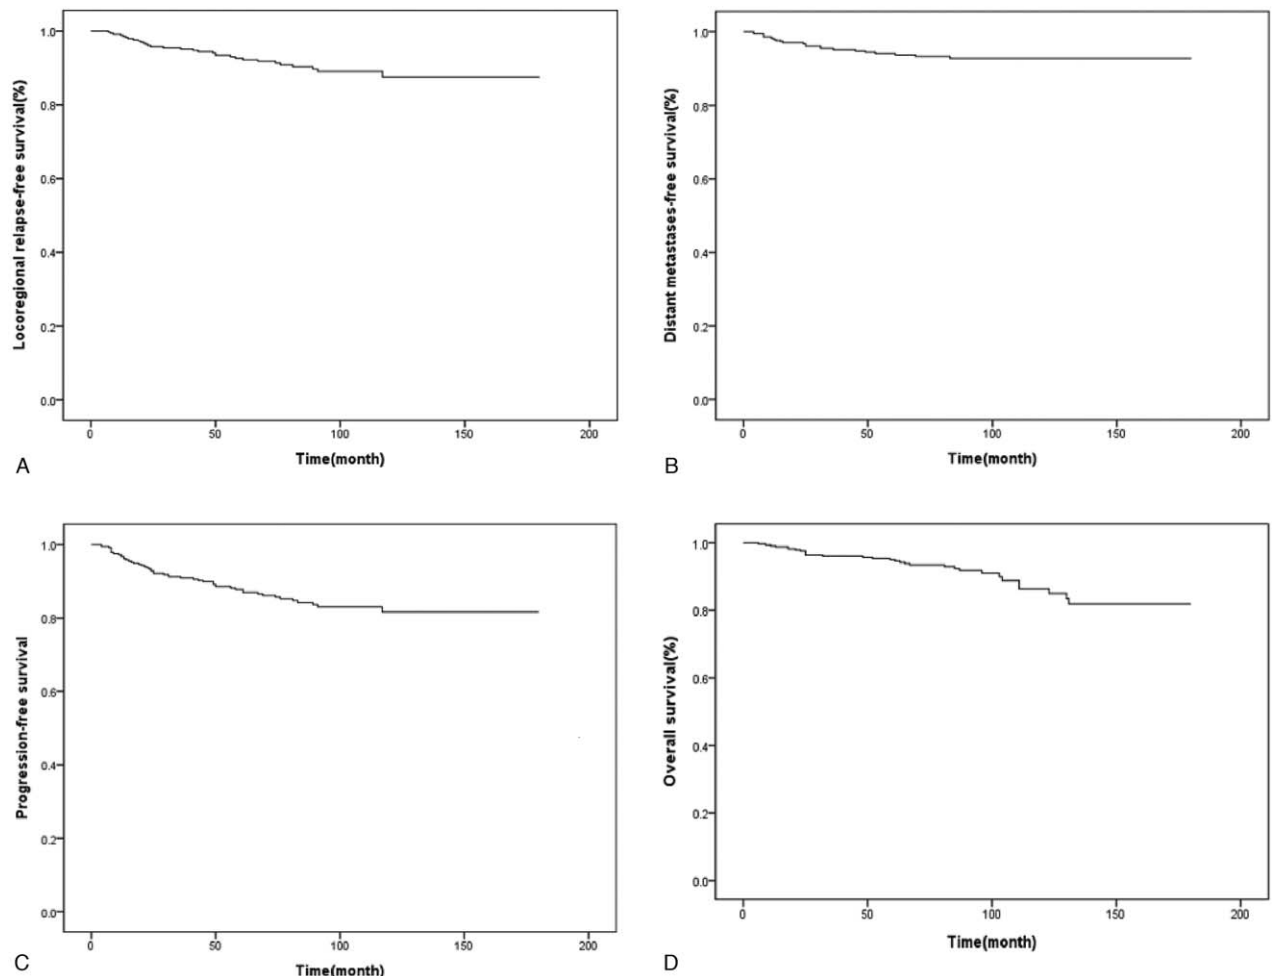 Locoregional relapse-free survival(%)
1.0
0.8
0.6
0.4
0.2
0.0
0 50 100 150 200
Time(month)
A
Distant metastases-free survival(%)
1.0
0.8
0.6
0.4
0.2
0.0
0 50 100 150 200
Time(month)
B
Progression-free survival
1.0
0.8
0.6
0.4
0.2
0.0
0 50 100 150 200
Time(month)
C
Overall survival(%)
1.0
0.8
0.6
0.4
0.2
0.0
0 50 100 150 200
Time(month)
D